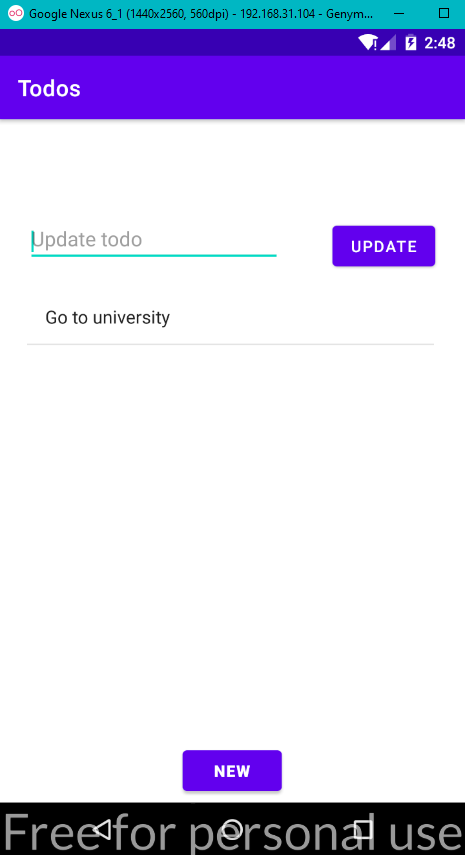 Google Nexus 6_1 (1440x2560, 560dpi) - 192.168.31.104 - Genym...
2:48
Todos
Update todo
UPDATE
Go to university
NEW
Free for personal use